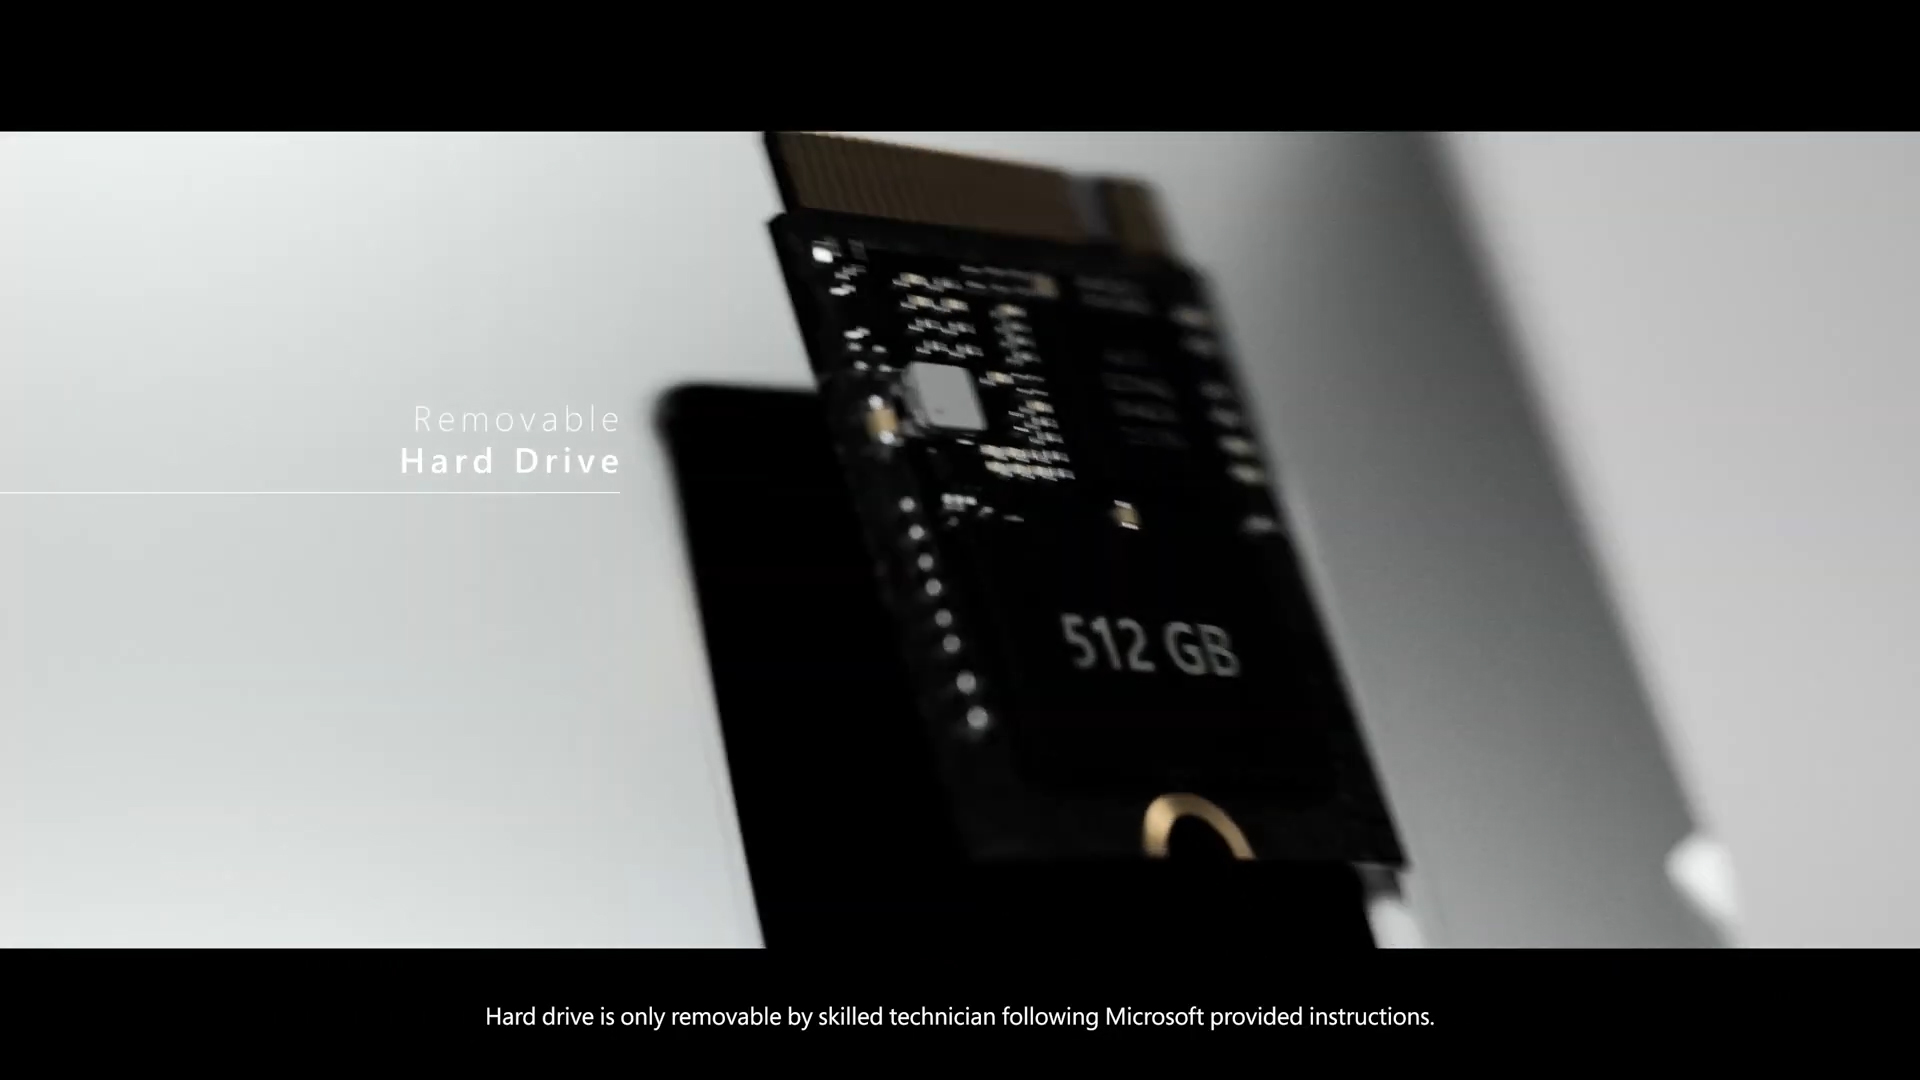 Removable
Hard Drive
512 GB
Hard drive is only removable by skilled technician following Microsoft provided instructions.